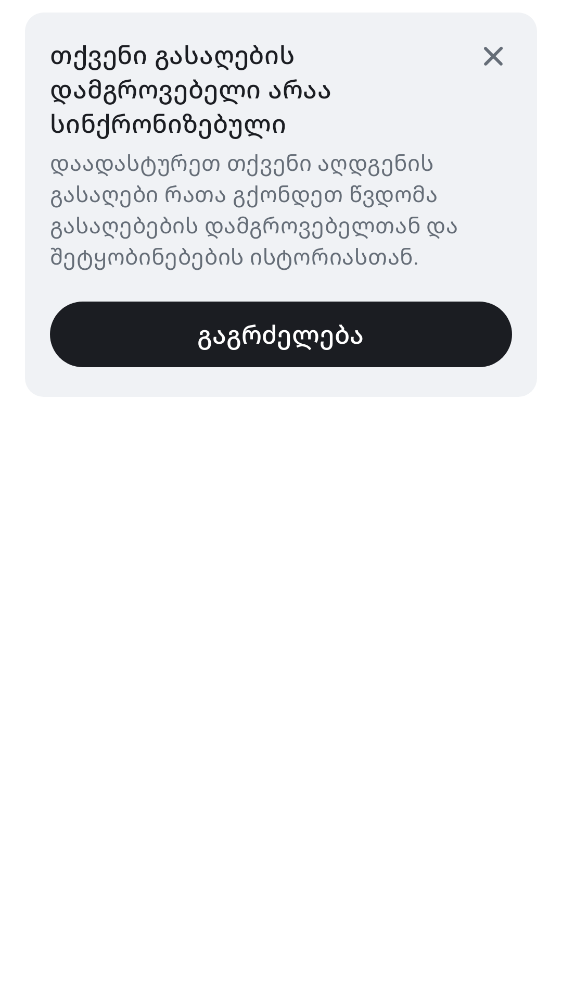 თქვენი გასაღების
დამგროვებელი არაა
სინქრონიზებული
დაადასტურეთ თქვენი აღდგენის
გასაღები რათა გქონდეთ წვდომა
გასაღებების დამგროვებელთან და
შეტყობინებების ისტორიასთან.
გაგრძელება